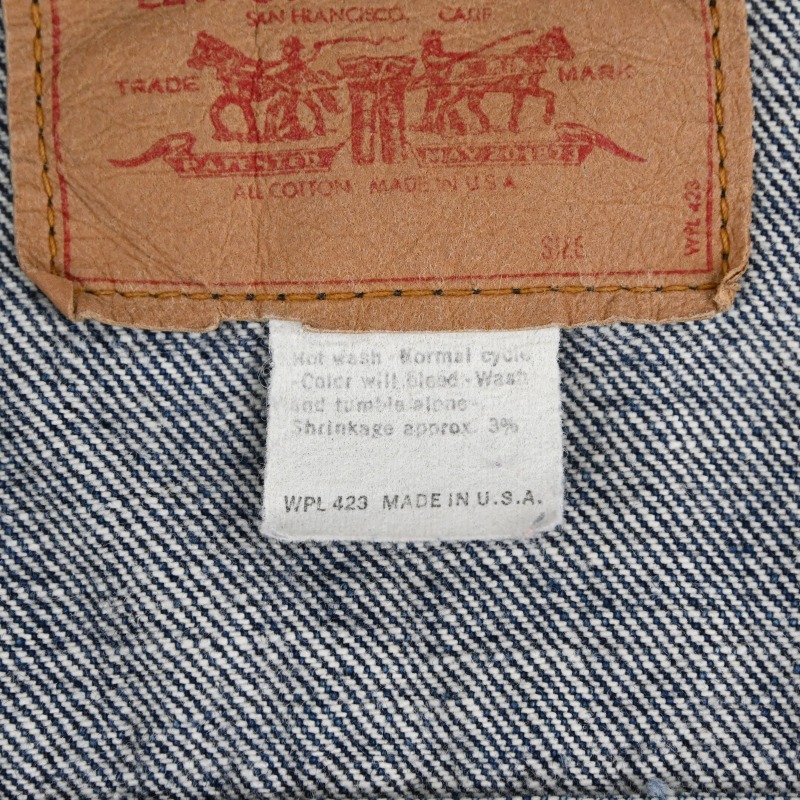 SAN FRANCISCO, CALIF.
TRADE MARK
ALL COTTON MADE IN U.S.A.
SIZE
WPL 423
Hot wash - Normal cycle
-Color will bleed - Wash
and tumble alone-
Shrinkage approx. 3%
WPL 423 MADE IN U.S.A.